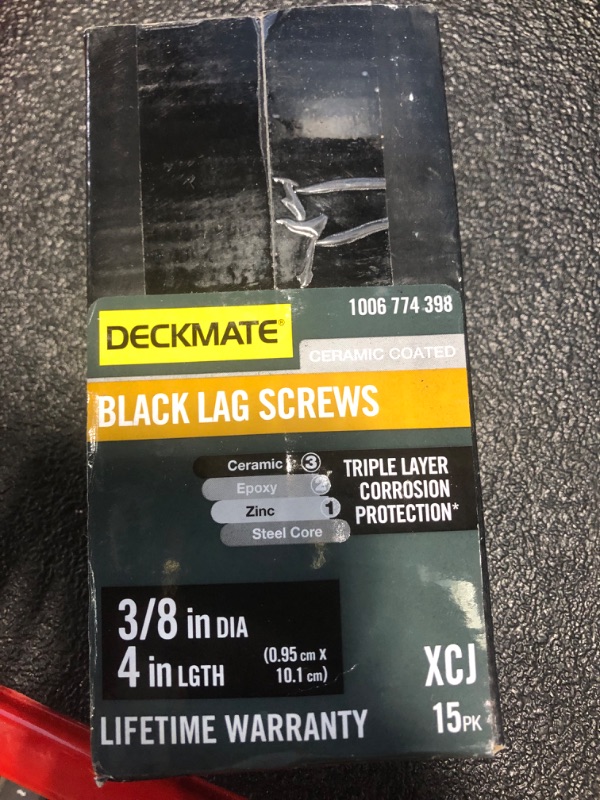 1006 774 398
DECKMATE®
CERAMIC COATED
BLACK LAG SCREWS
Ceramic 3
Epoxy 2
Zinc 1
Steel Core
TRIPLE LAYER
CORROSION
PROTECTION*
3/8 in DIA
4 in LGTH
(0.95 cm x
10.1 cm)
XCJ
LIFETIME WARRANTY
15PK